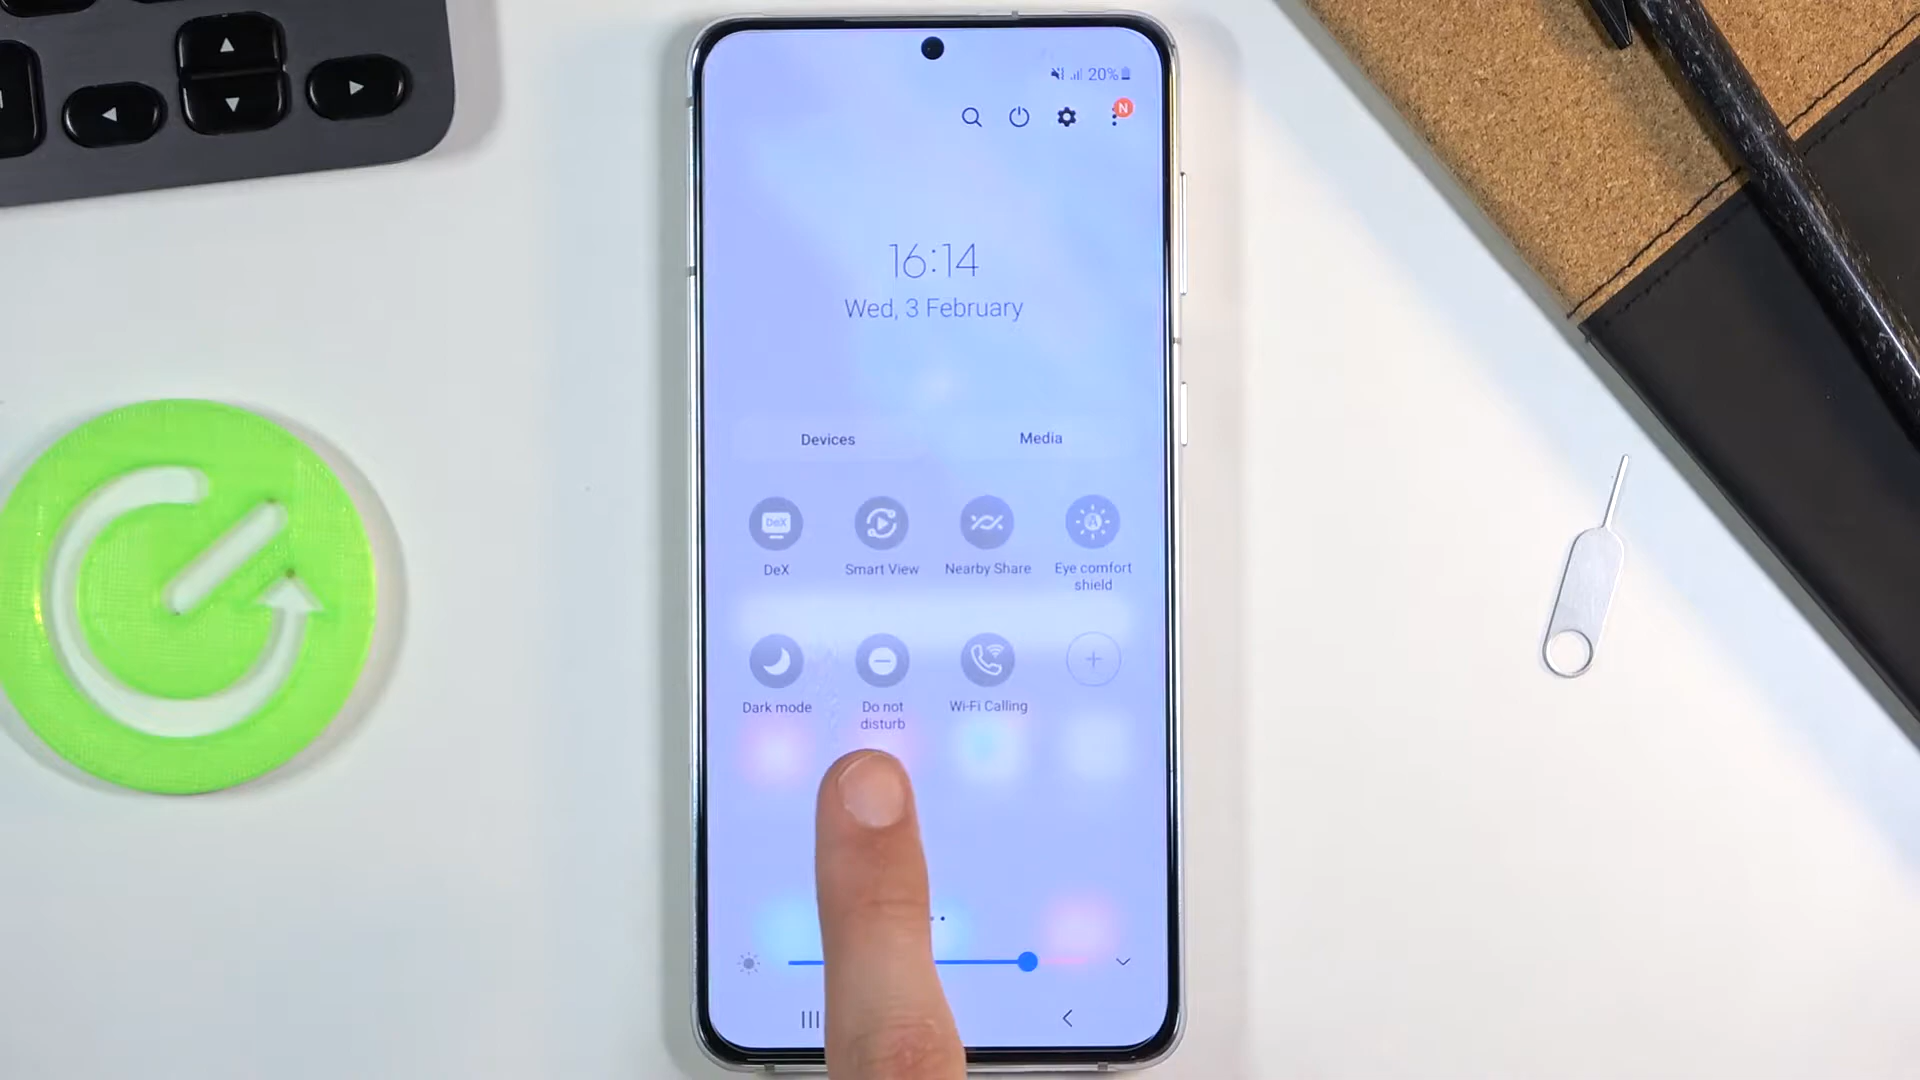 20%
N
16:14
Wed, 3 February
Devices
Media
DeX
DeX
Smart View
Nearby Share
Eye comfort
shield
Dark mode
Do not
disturb
Wi-Fi Calling